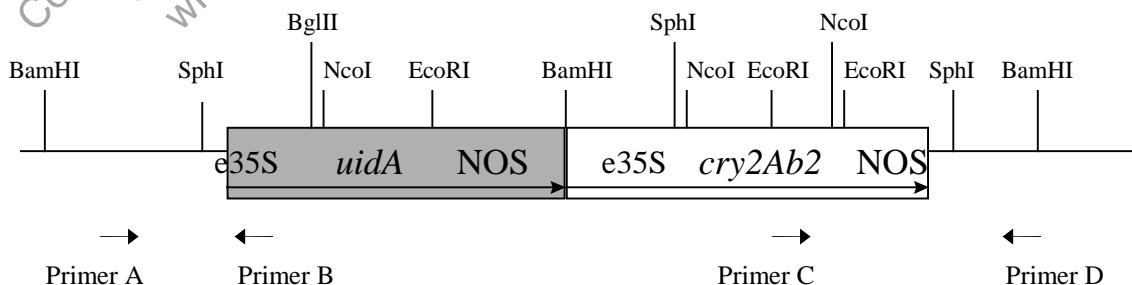 BglII SphI NcoI
BamHI SphI NcoI EcoRI BamHI NcoI EcoRI EcoRI SphI BamHI
e35S uidA NOS e35S cry2Ab2 NOS
Primer A Primer B Primer C Primer D